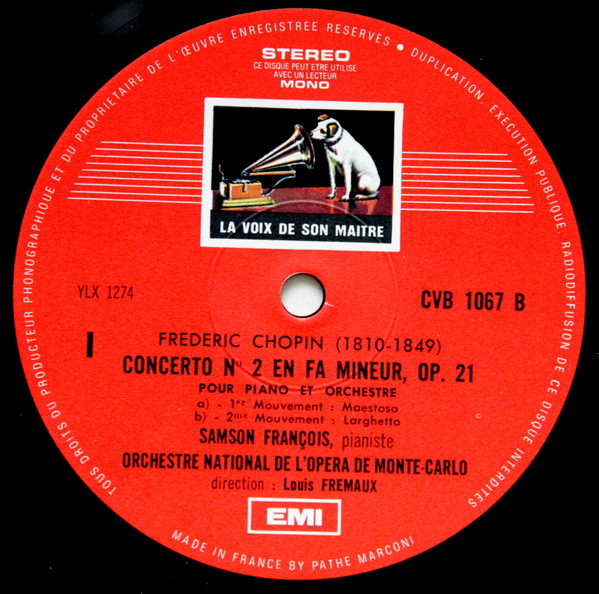 TOUS DROITS DU PRODUCTEUR PHONOGRAPHIQUE ET DU PROPRIETAIRE DE L'ŒUVRE ENREGISTREE RESERVES • DUPLICATION, EXECUTION PUBLIQUE, RADIODIFFUSION DE CE DISQUE INTERDITES
STEREO
CE DISQUE PEUT ETRE UTILISE
AVEC UN LECTEUR
MONO
LA VOIX DE SON MAITRE
YLX 1274
CVB 1067 B
I
FREDERIC CHOPIN (1810-1849)
CONCERTO Nº 2 EN FA MINEUR, OP. 21
POUR PIANO ET ORCHESTRE
a) - 1er Mouvement : Maestoso
b) - 2me Mouvement : Larghetto
SAMSON FRANÇOIS, pianiste
ORCHESTRE NATIONAL DE L'OPERA DE MONTE-CARLO
direction : Louis FREMAUX
EMI
MADE IN FRANCE BY PATHE MARCONI